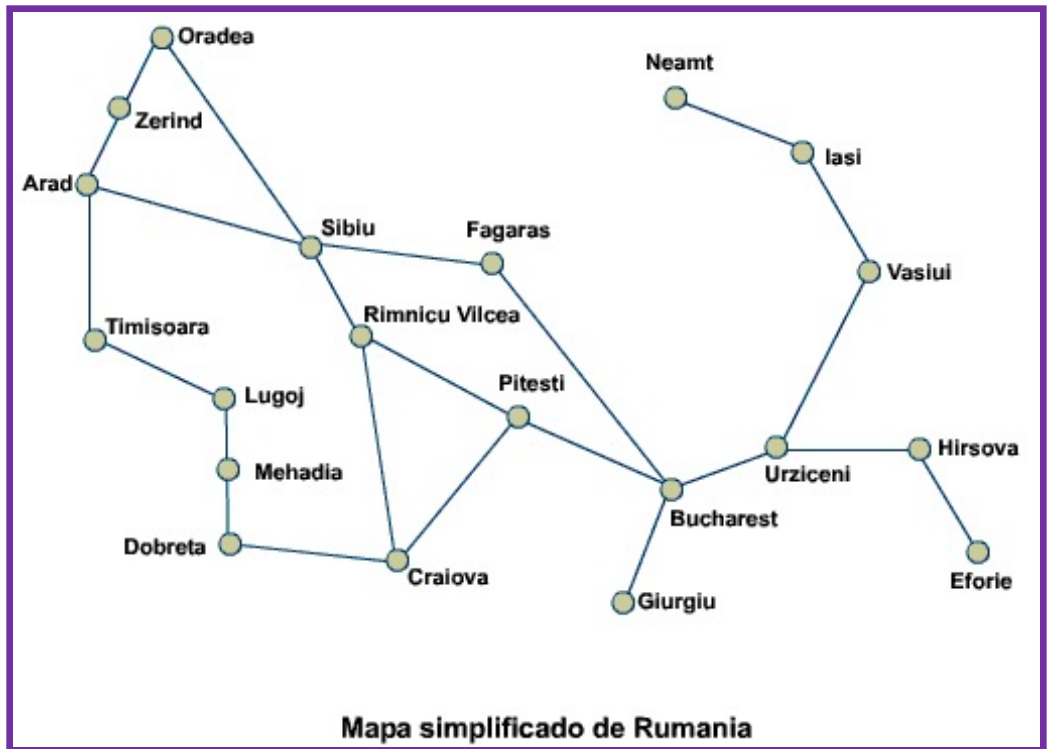 Oradea
Neamt
Zerind
Iasi
Arad
Sibiu
Fagaras
Vasiui
Rimnicu Vilcea
Timisoara
Pitesti
Lugoj
Hirsova
Mehadia
Urziceni
Bucharest
Dobreta
Craiova
Eforie
Giurgiu
Mapa simplificado de Rumania